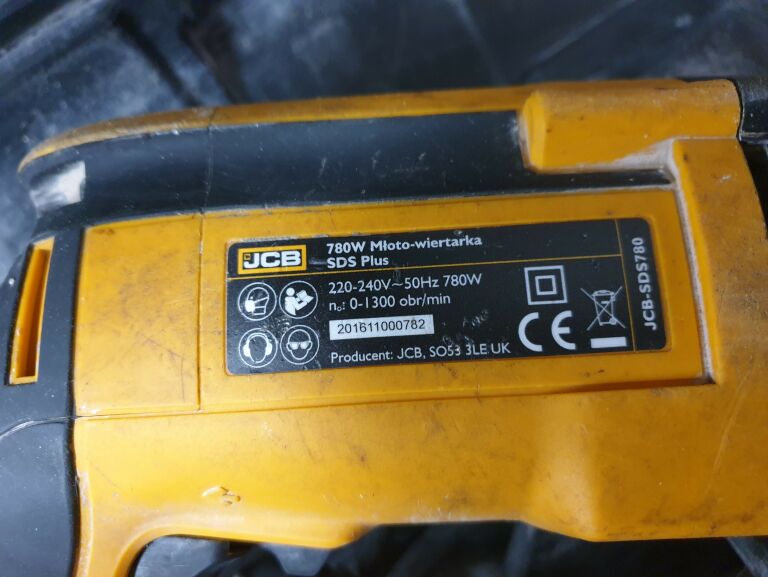 JCB
780W Młoto-wiertarka
SDS Plus
220-240V~50Hz 780W
n₀: 0-1300 obr/min
201611000782
Producent: JCB, SO53 3LE UK
CE
JCB-SDS780